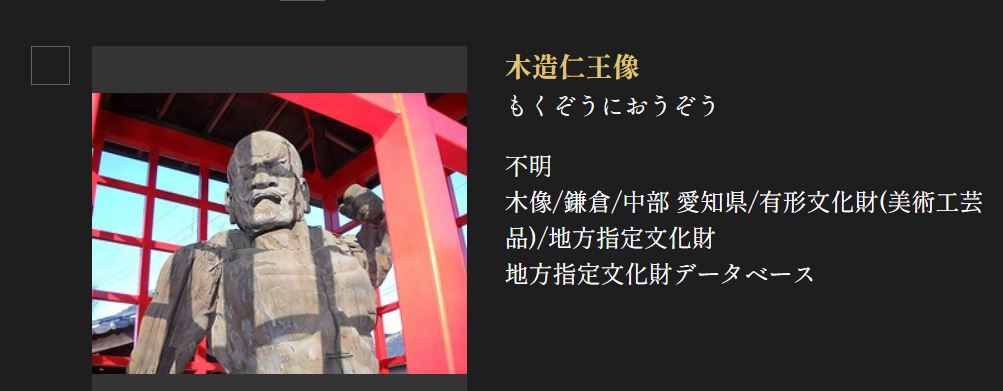 木造仁王像
もくぞうにおうぞう
不明
木像/鎌倉/中部 愛知県/有形文化財(美術工芸
品)/地方指定文化財
地方指定文化財データベース